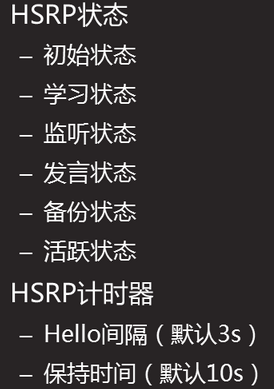 HSRP状态
– 初始状态
– 学习状态
– 监听状态
– 发言状态
– 备份状态
– 活跃状态
HSRP计时器
– Hello间隔（默认3s）
– 保持时间（默认10s）